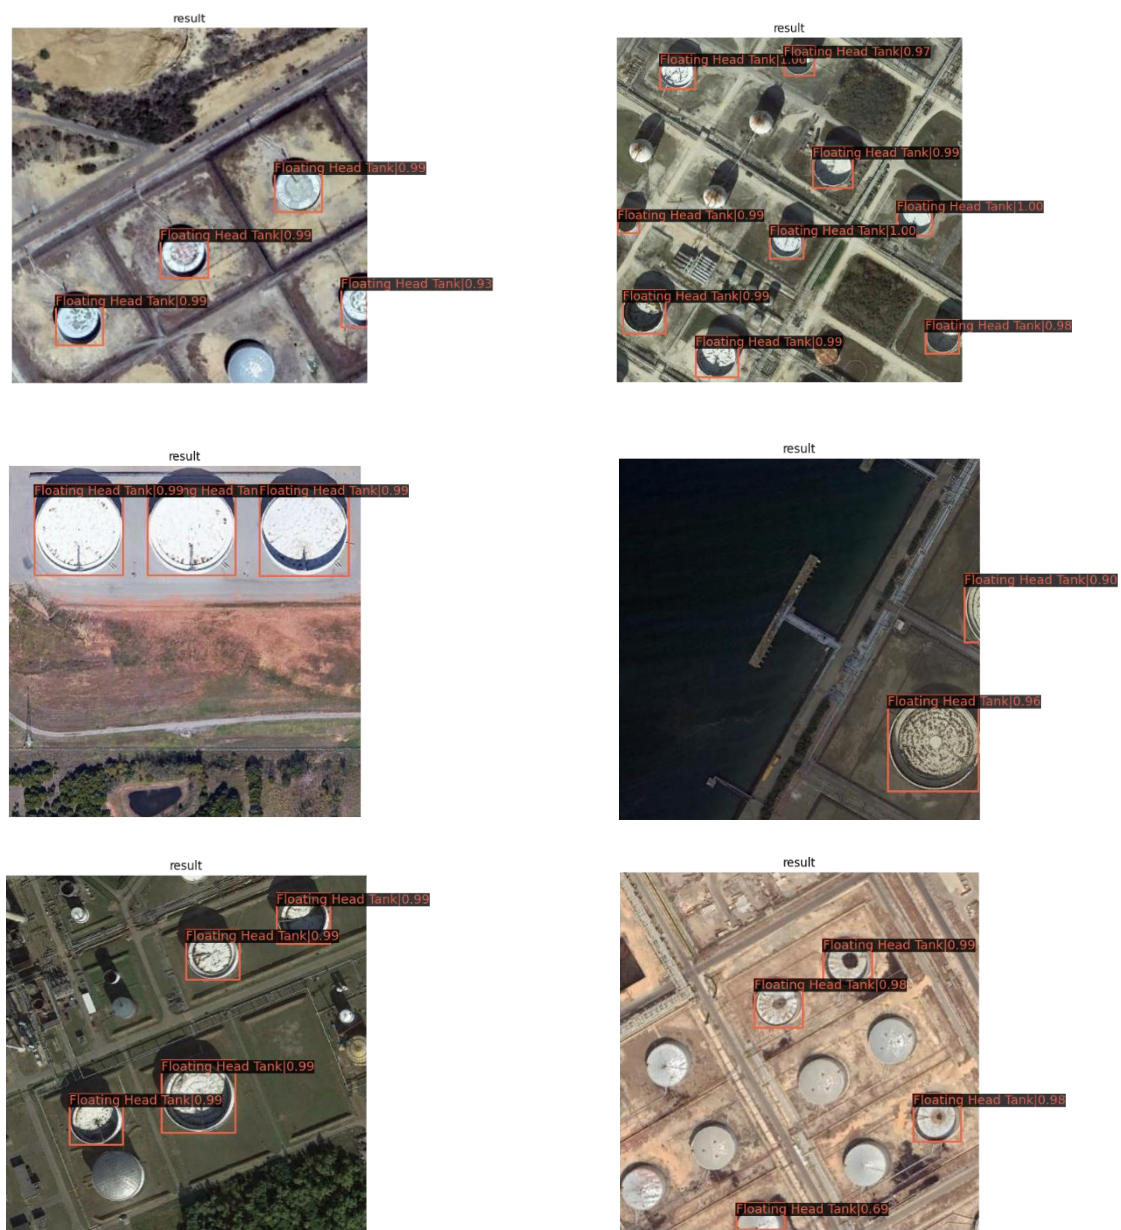 result
Floating Head Tank|0.99
Floating Head Tank|0.99
Floating Head Tank|0.93
Floating Head Tank|0.99
result
Floating Head Tank|0.97
Floating Head Tank|1.00
Floating Head Tank|0.99
Floating Head Tank|1.00
Floating Head Tank|0.99
Floating Head Tank|1.00
Floating Head Tank|0.99
Floating Head Tank|0.98
Floating Head Tank|0.99
result
Floating Head Tank|0.99ng Head TanFloating Head Tank|0.99
result
Floating Head Tank|0.90
Floating Head Tank|0.96
result
Floating Head Tank|0.99
Floating Head Tank|0.99
Floating Head Tank|0.99
Floating Head Tank|0.99
result
Floating Head Tank|0.99
Floating Head Tank|0.98
Floating Head Tank|0.98
Floating Head Tank|0.69